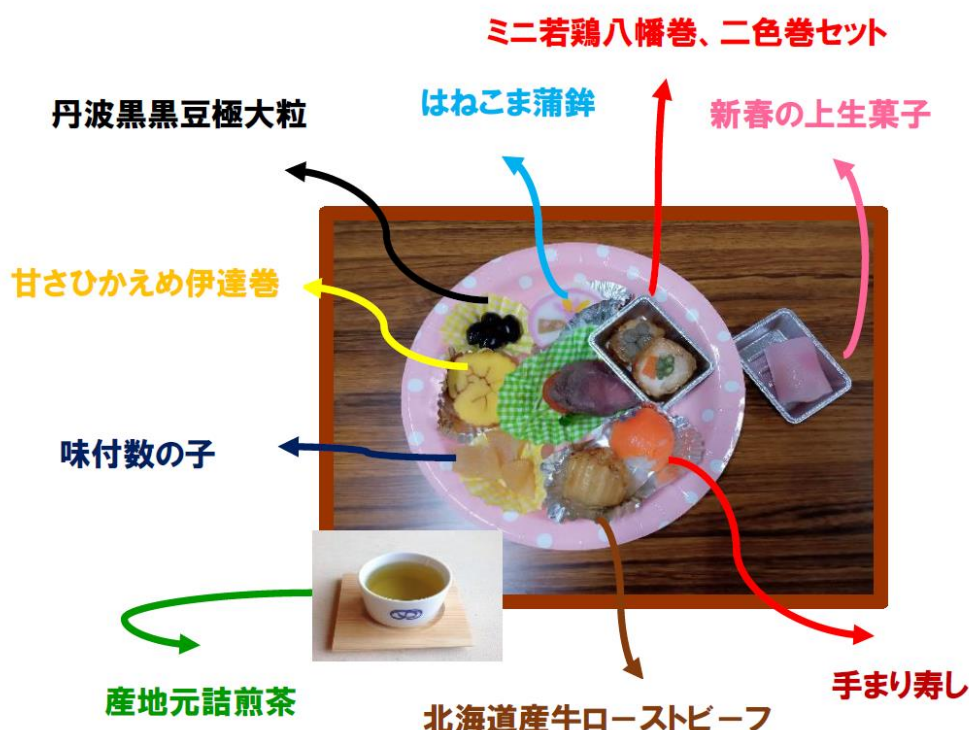 ミニ若鶏八幡巻、二色巻セット
はねこま蒲鉾
丹波黒黒豆極大粒
新春の上生菓子
甘さひかえめ伊達巻
味付数の子
手まり寿し
産地元詰煎茶
北海道産牛ローストビーフ